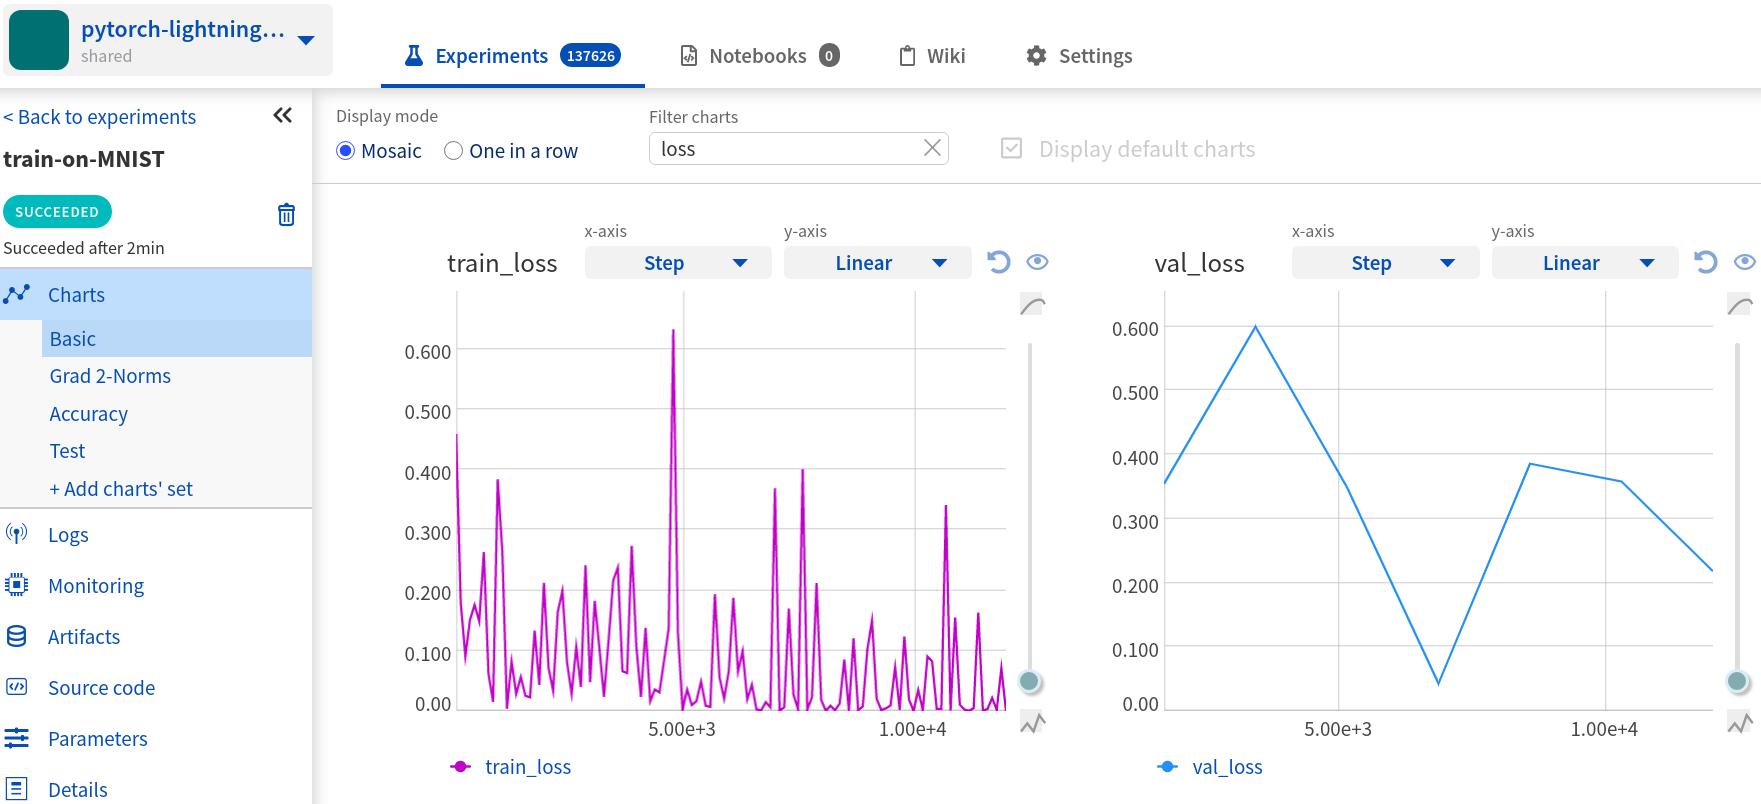 pytorch-lightning...
shared
Experiments 137626
Notebooks 0
Wiki
Settings
< Back to experiments
train-on-MNIST
SUCCEEDED
Succeeded after 2min
Charts
Basic
Grad 2-Norms
Accuracy
Test
+ Add charts' set
Logs
Monitoring
Artifacts
Source code
Parameters
Details
Display mode
Mosaic
One in a row
Filter charts
loss
Display default charts
train_loss
x-axis
Step
y-axis
Linear
0.600
0.500
0.400
0.300
0.200
0.100
0.00
5.00e+3
1.00e+4
train_loss
val_loss
x-axis
Step
y-axis
Linear
0.600
0.500
0.400
0.300
0.200
0.100
0.00
5.00e+3
1.00e+4
val_loss